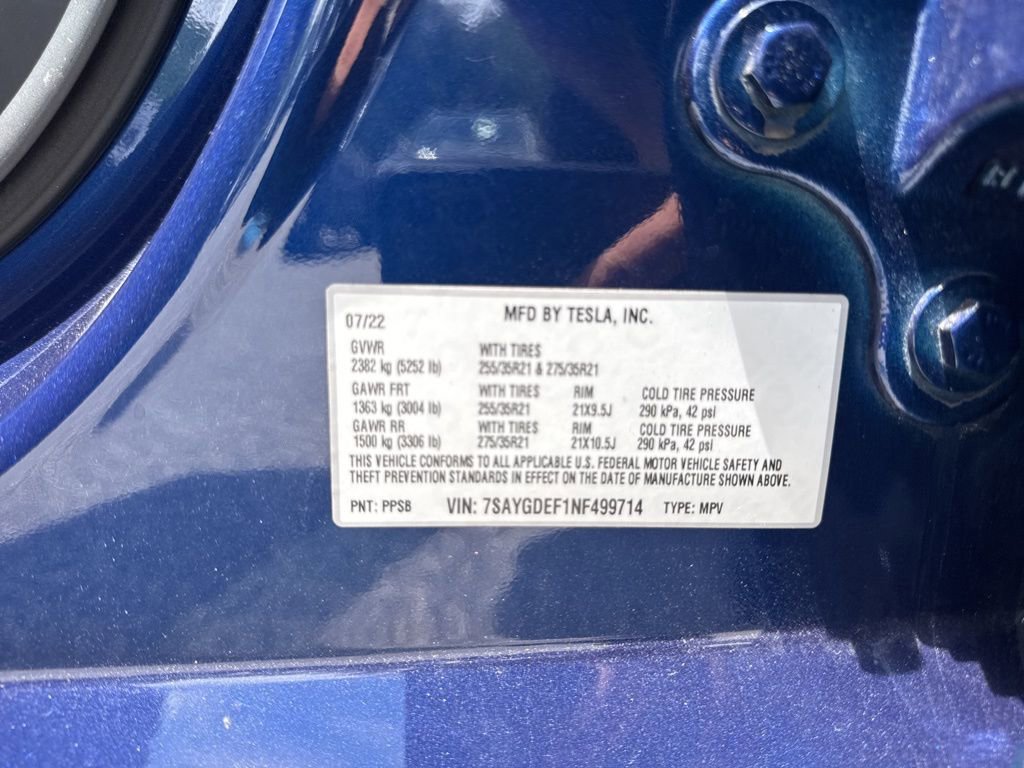 07/22 MFD BY TESLA, INC.
GVWR WITH TIRES
2382 kg (5252 lb) 255/35R21 & 275/35R21
GAWR FRT WITH TIRES RIM COLD TIRE PRESSURE
1363 kg (3004 lb) 255/35R21 21X9.5J 290 kPa, 42 psi
GAWR RR WITH TIRES RIM COLD TIRE PRESSURE
1500 kg (3306 lb) 275/35R21 21X10.5J 290 kPa, 42 psi
THIS VEHICLE CONFORMS TO ALL APPLICABLE U.S. FEDERAL MOTOR VEHICLE SAFETY AND
THEFT PREVENTION STANDARDS IN EFFECT ON THE DATE OF MANUFACTURE SHOWN ABOVE.
PNT: PPSB VIN: 7SAYGDEF1NF499714 TYPE: MPV